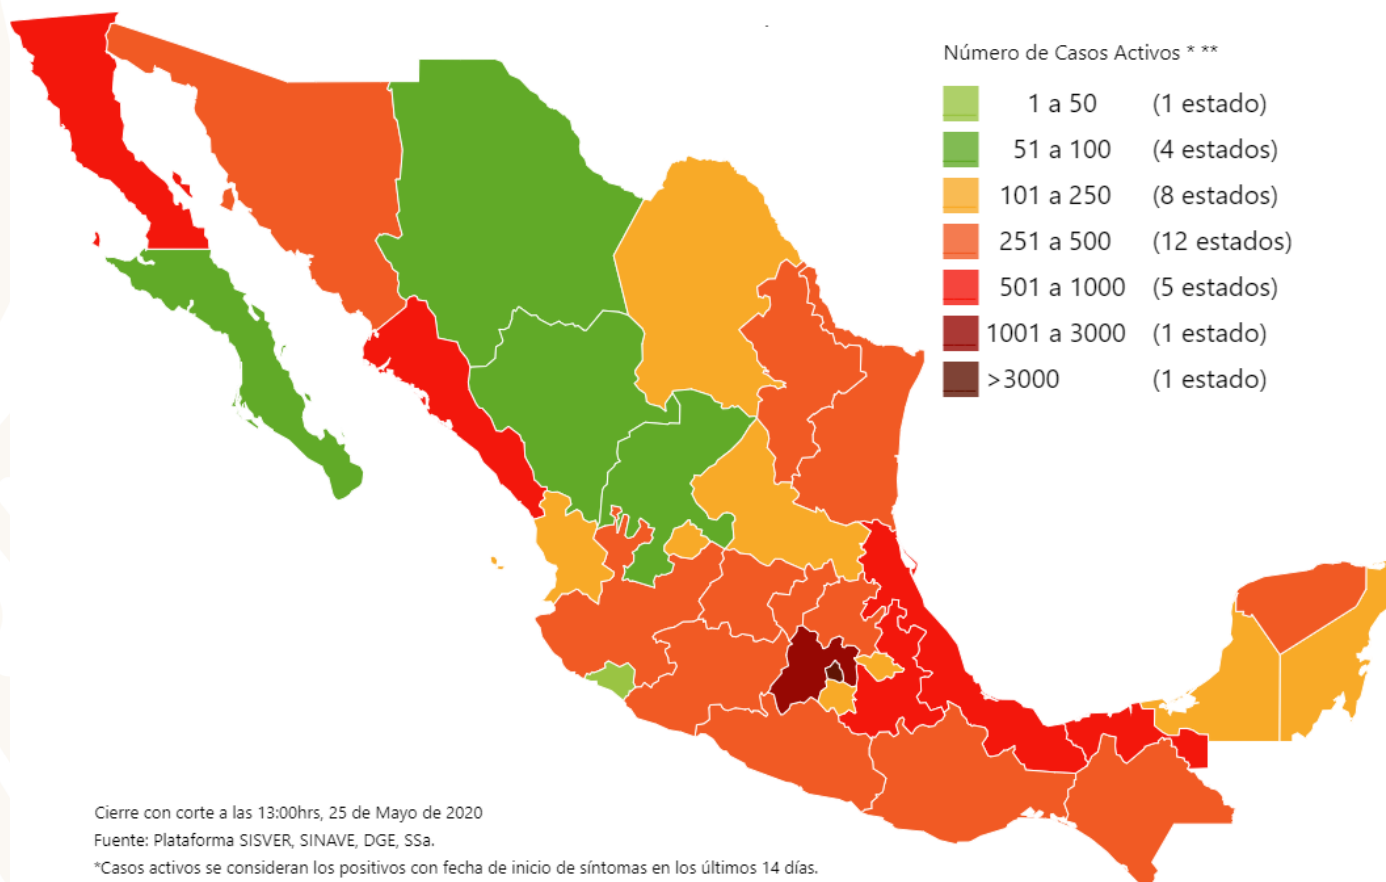 Número de Casos Activos * **
1 a 50 (1 estado)
51 a 100 (4 estados)
101 a 250 (8 estados)
251 a 500 (12 estados)
501 a 1000 (5 estados)
1001 a 3000 (1 estado)
>3000 (1 estado)
Cierre con corte a las 13:00hrs, 25 de Mayo de 2020
Fuente: Plataforma SISVER, SINAVE, DGE, SSa.
*Casos activos se consideran los positivos con fecha de inicio de síntomas en los últimos 14 días.